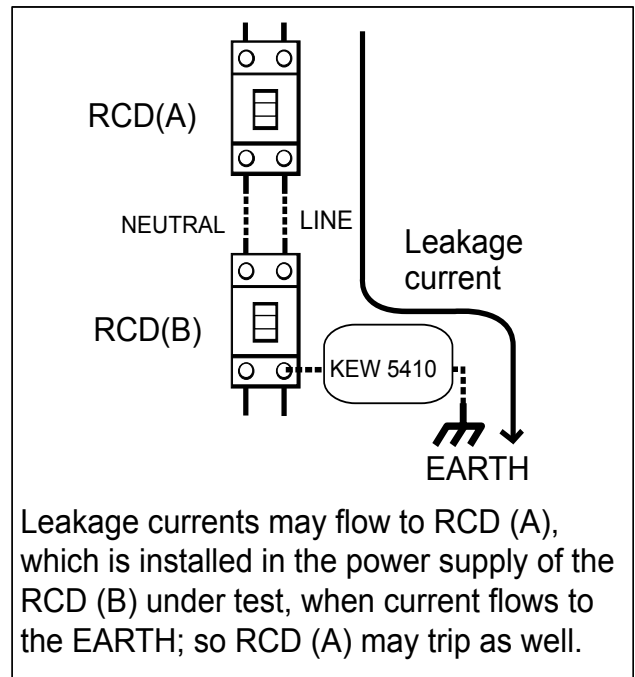 RCD(A)
NEUTRAL
LINE
Leakage
current
RCD(B)
KEW 5410
EARTH
Leakage currents may flow to RCD (A),
which is installed in the power supply of the
RCD (B) under test, when current flows to
the EARTH; so RCD (A) may trip as well.